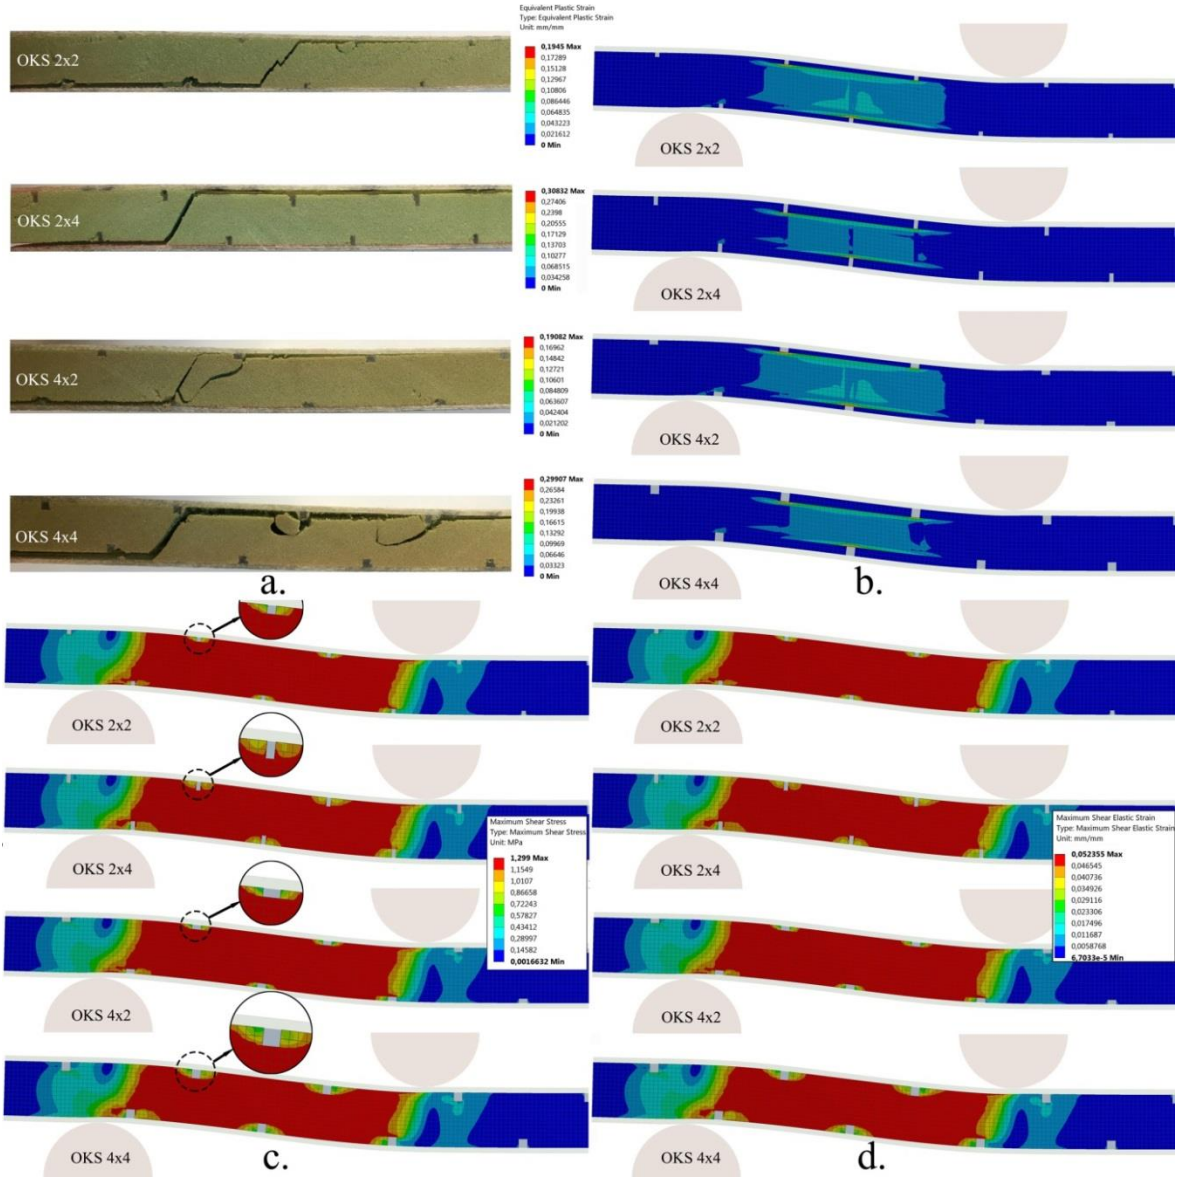 OKS 2x2
OKS 2x4
OKS 4x2
OKS 4x4
a.
Equivalent Plastic Strain
Type: Equivalent Plastic Strain
Unit: mm/mm
0,1945 Max
0,17289
0,15128
0,12967
0,10806
0,086446
0,064835
0,043223
0,021612
0 Min
0,30832 Max
0,27406
0,2398
0,20555
0,17129
0,13703
0,10277
0,068515
0,034258
0 Min
0,19082 Max
0,16962
0,14842
0,12721
0,10601
0,084809
0,063607
0,042404
0,021202
0 Min
0,29907 Max
0,26584
0,23261
0,19938
0,16615
0,13292
0,09969
0,06646
0,03323
0 Min
OKS 2x2
OKS 2x4
OKS 4x2
OKS 4x4
b.
OKS 2x2
OKS 2x4
OKS 4x2
OKS 4x4
c.
Maximum Shear Stress
Type: Maximum Shear Stress
Unit: MPa
1,299 Max
1,1549
1,0107
0,86658
0,72243
0,57827
0,43412
0,28997
0,14582
0,0016632 Min
OKS 2x2
OKS 2x4
OKS 4x2
OKS 4x4
d.
Maximum Shear Elastic Strain
Type: Maximum Shear Elastic Strain
Unit: mm/mm
0,052355 Max
0,046545
0,040736
0,034926
0,029116
0,023306
0,017496
0,011687
0,0058768
6,7033e-5 Min